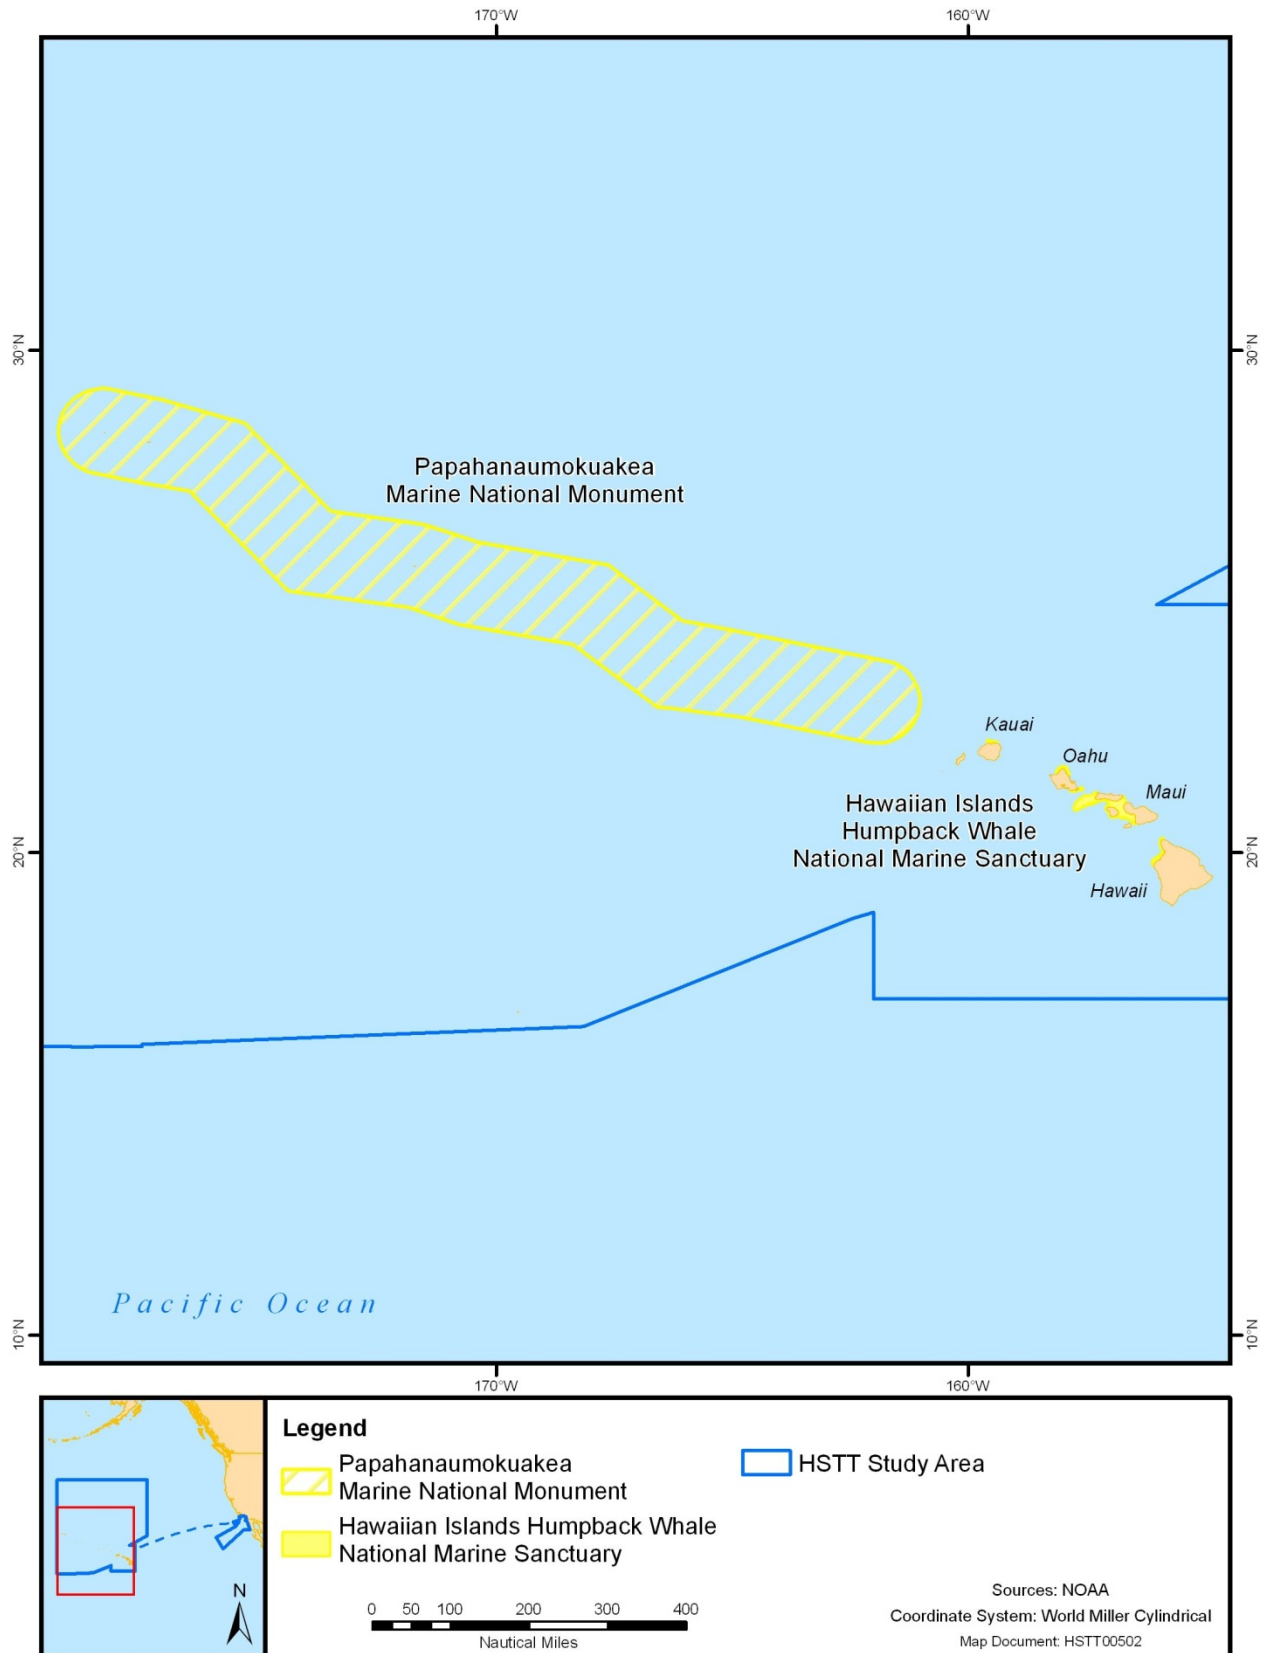 170°W 160°W
30°N 30°N
Papahanaumokuakea
Marine National Monument
Kauai
Oahu
Maui
Hawaiian Islands
Humpback Whale
National Marine Sanctuary
20°N 20°N
Hawaii
Pacific Ocean
10°N 10°N
170°W 160°W
N
Legend
Papahanaumokuakea
Marine National Monument
HSTT Study Area
Hawaiian Islands Humpback Whale
National Marine Sanctuary
0 50 100 200 300 400
Nautical Miles
Sources: NOAA
Coordinate System: World Miller Cylindrical
Map Document: HSTT00502